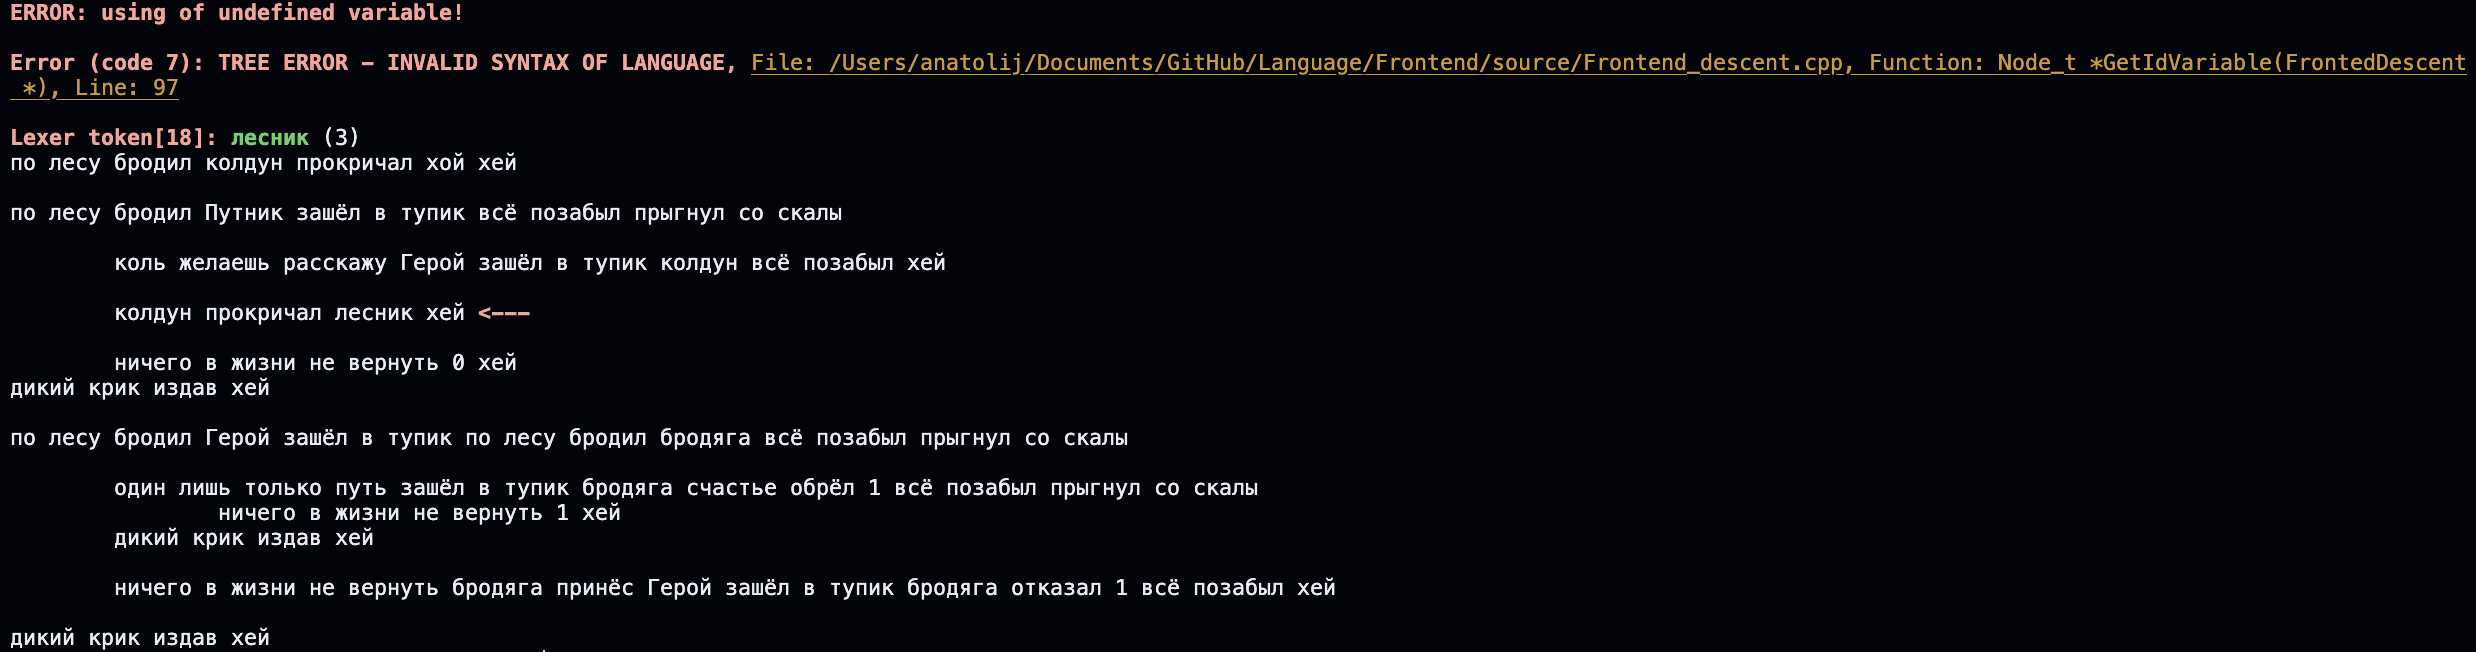 ERROR: using of undefined variable!
Error (code 7): TREE ERROR – INVALID SYNTAX OF LANGUAGE, File: /Users/anatolij/Documents/GitHub/Language/Frontend/source/Frontend_descent.cpp, Function: Node_t *GetIdVariable(FrontedDescent
*), Line: 97
Lexer token[18]: лесник (3)
по лесу бродил колдун прокричал хой хей
по лесу бродил Путник зашёл в тупик всё позабыл прыгнул со скалы
коль желаешь расскажу Герой зашёл в тупик колдун всё позабыл хей
колдун прокричал лесник хей <---
ничего в жизни не вернуть 0 хей
дикий крик издав хей
по лесу бродил Герой зашёл в тупик по лесу бродил бродяга всё позабыл прыгнул со скалы
один лишь только путь зашёл в тупик бродяга счастье обрёл 1 всё позабыл прыгнул со скалы
ничего в жизни не вернуть 1 хей
дикий крик издав хей
ничего в жизни не вернуть бродяга принёс Герой зашёл в тупик бродяга отказал 1 всё позабыл хей
дикий крик издав хей